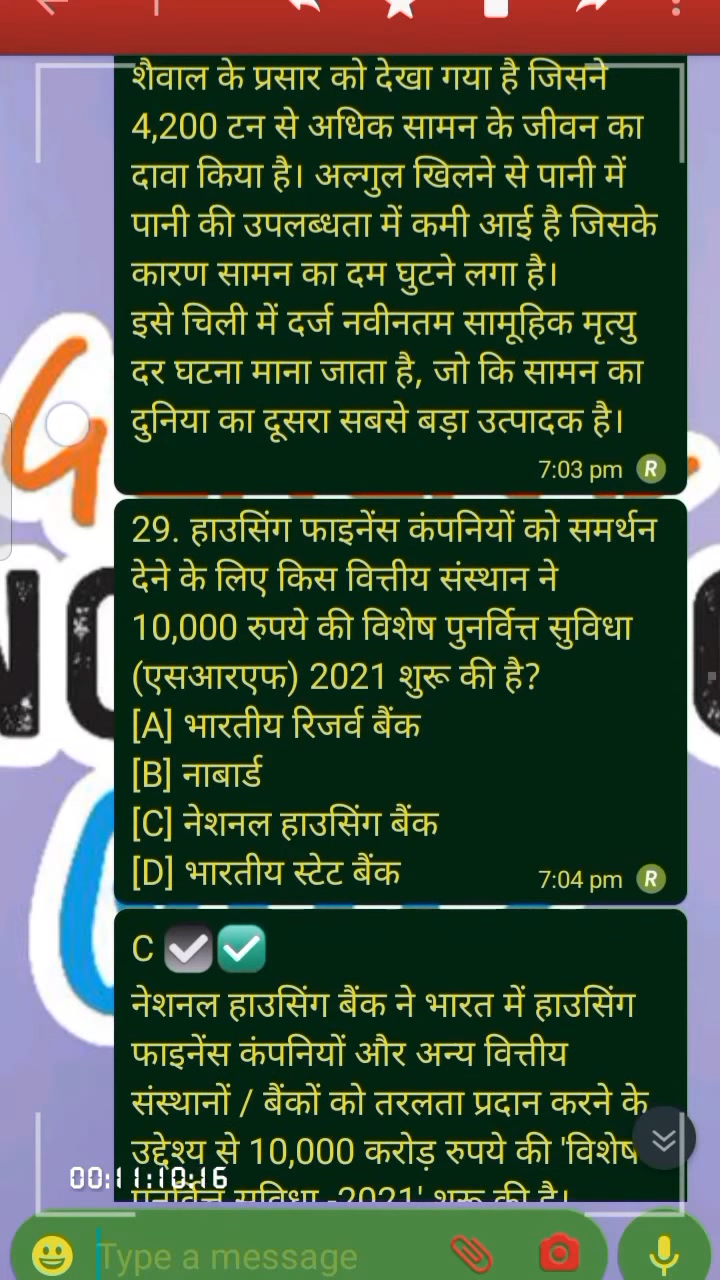 शैवाल के प्रसार को देखा गया है जिसने
4,200 टन से अधिक सामन के जीवन का
दावा किया है। अल्गुल खिलने से पानी में
पानी की उपलब्धता में कमी आई है जिसके
कारण सामन का दम घुटने लगा है।
इसे चिली में दर्ज नवीनतम सामूहिक मृत्यु
दर घटना माना जाता है, जो कि सामन का
दुनिया का दूसरा सबसे बड़ा उत्पादक है।
7:03 pm R
29. हाउसिंग फाइनेंस कंपनियों को समर्थन
देने के लिए किस वित्तीय संस्थान ने
10,000 रुपये की विशेष पुनर्वित्त सुविधा
(एसआरएफ) 2021 शुरू की है?
[A] भारतीय रिजर्व बैंक
[B] नाबार्ड
[C] नेशनल हाउसिंग बैंक
[D] भारतीय स्टेट बैंक
7:04 pm R
C
नेशनल हाउसिंग बैंक ने भारत में हाउसिंग
फाइनेंस कंपनियों और अन्य वित्तीय
संस्थानों / बैंकों को तरलता प्रदान करने के
उद्देश्य से 10,000 करोड़ रुपये की 'विशेष
पुनर्वित्त सुविधा -2021' शुरू की है।
00:11:10:16
Type a message